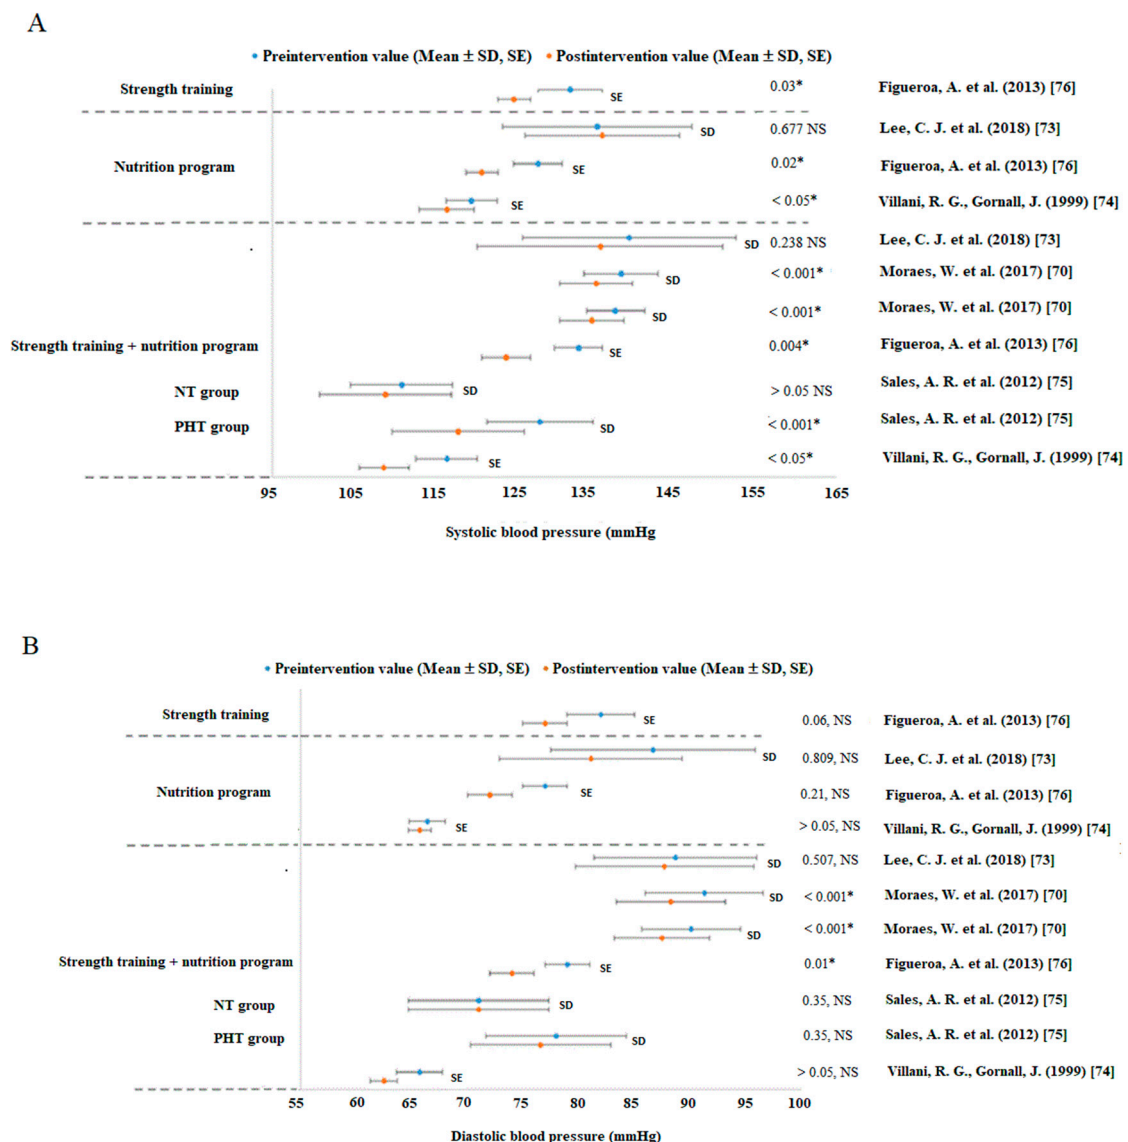 A
Preintervention value (Mean ± SD, SE) Postintervention value (Mean ± SD, SE)
Strength training SE 0.03* Figueroa, A. et al. (2013) [76]
SD 0.677 NS Lee, C. J. et al. (2018) [73]
Nutrition program SE 0.02* Figueroa, A. et al. (2013) [76]
SE < 0.05* Villani, R. G., Gornall, J. (1999) [74]
SD 0.238 NS Lee, C. J. et al. (2018) [73]
SD < 0.001* Moraes, W. et al. (2017) [70]
SD < 0.001* Moraes, W. et al. (2017) [70]
Strength training + nutrition program SE 0.004* Figueroa, A. et al. (2013) [76]
NT group SD > 0.05 NS Sales, A. R. et al. (2012) [75]
PHT group SD < 0.001* Sales, A. R. et al. (2012) [75]
SE < 0.05* Villani, R. G., Gornall, J. (1999) [74]
95 105 115 125 135 145 155 165
Systolic blood pressure (mmHg
B
Preintervention value (Mean ± SD, SE) Postintervention value (Mean ± SD, SE)
Strength training SE 0.06, NS Figueroa, A. et al. (2013) [76]
SD 0.809, NS Lee, C. J. et al. (2018) [73]
Nutrition program SE 0.21, NS Figueroa, A. et al. (2013) [76]
SE > 0.05, NS Villani, R. G., Gornall, J. (1999) [74]
SD 0.507, NS Lee, C. J. et al. (2018) [73]
SD < 0.001* Moraes, W. et al. (2017) [70]
SD < 0.001* Moraes, W. et al. (2017) [70]
Strength training + nutrition program SE 0.01* Figueroa, A. et al. (2013) [76]
NT group SD 0.35, NS Sales, A. R. et al. (2012) [75]
PHT group SD 0.35, NS Sales, A. R. et al. (2012) [75]
SE > 0.05, NS Villani, R. G., Gornall, J. (1999) [74]
55 60 65 70 75 80 85 90 95 100
Diastolic blood pressure (mmHg)